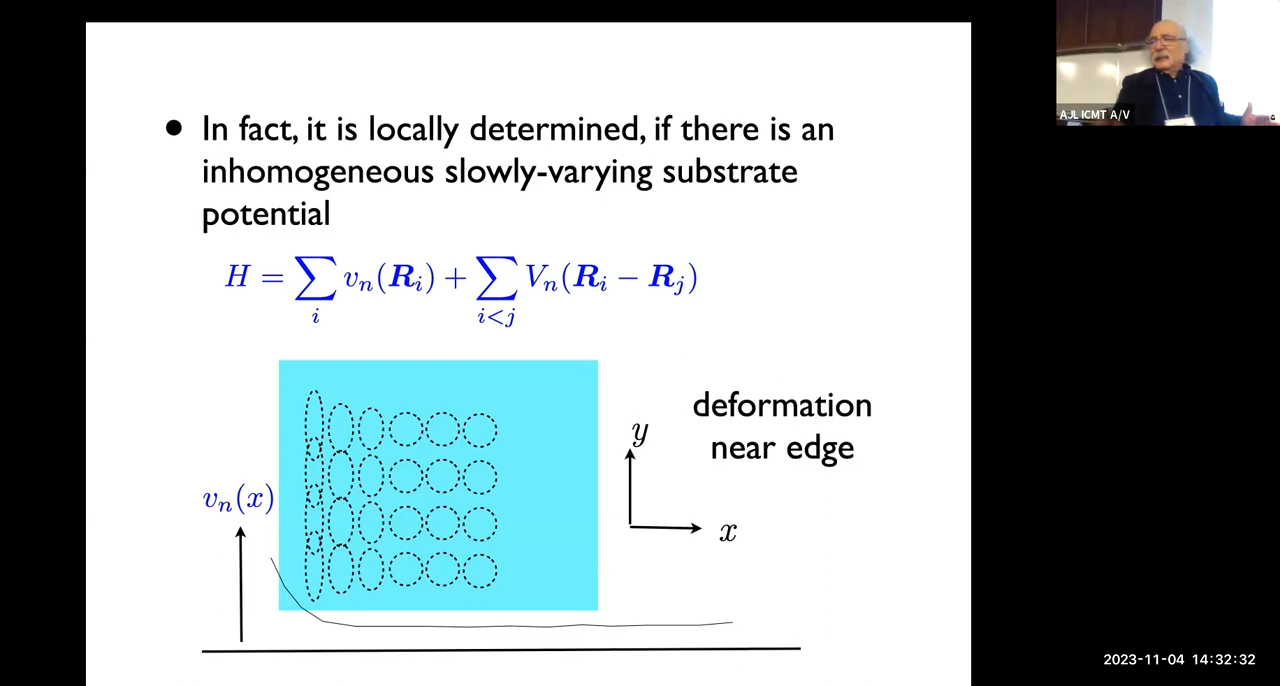 • In fact, it is locally determined, if there is an
inhomogeneous slowly-varying substrate
potential
H = ∑_i v_n(R_i) + ∑_{i<j} V_n(R_i − R_j)
deformation
near edge
y
x
v_n(x)
AJL ICMT A/V
2023-11-04 14:32:32